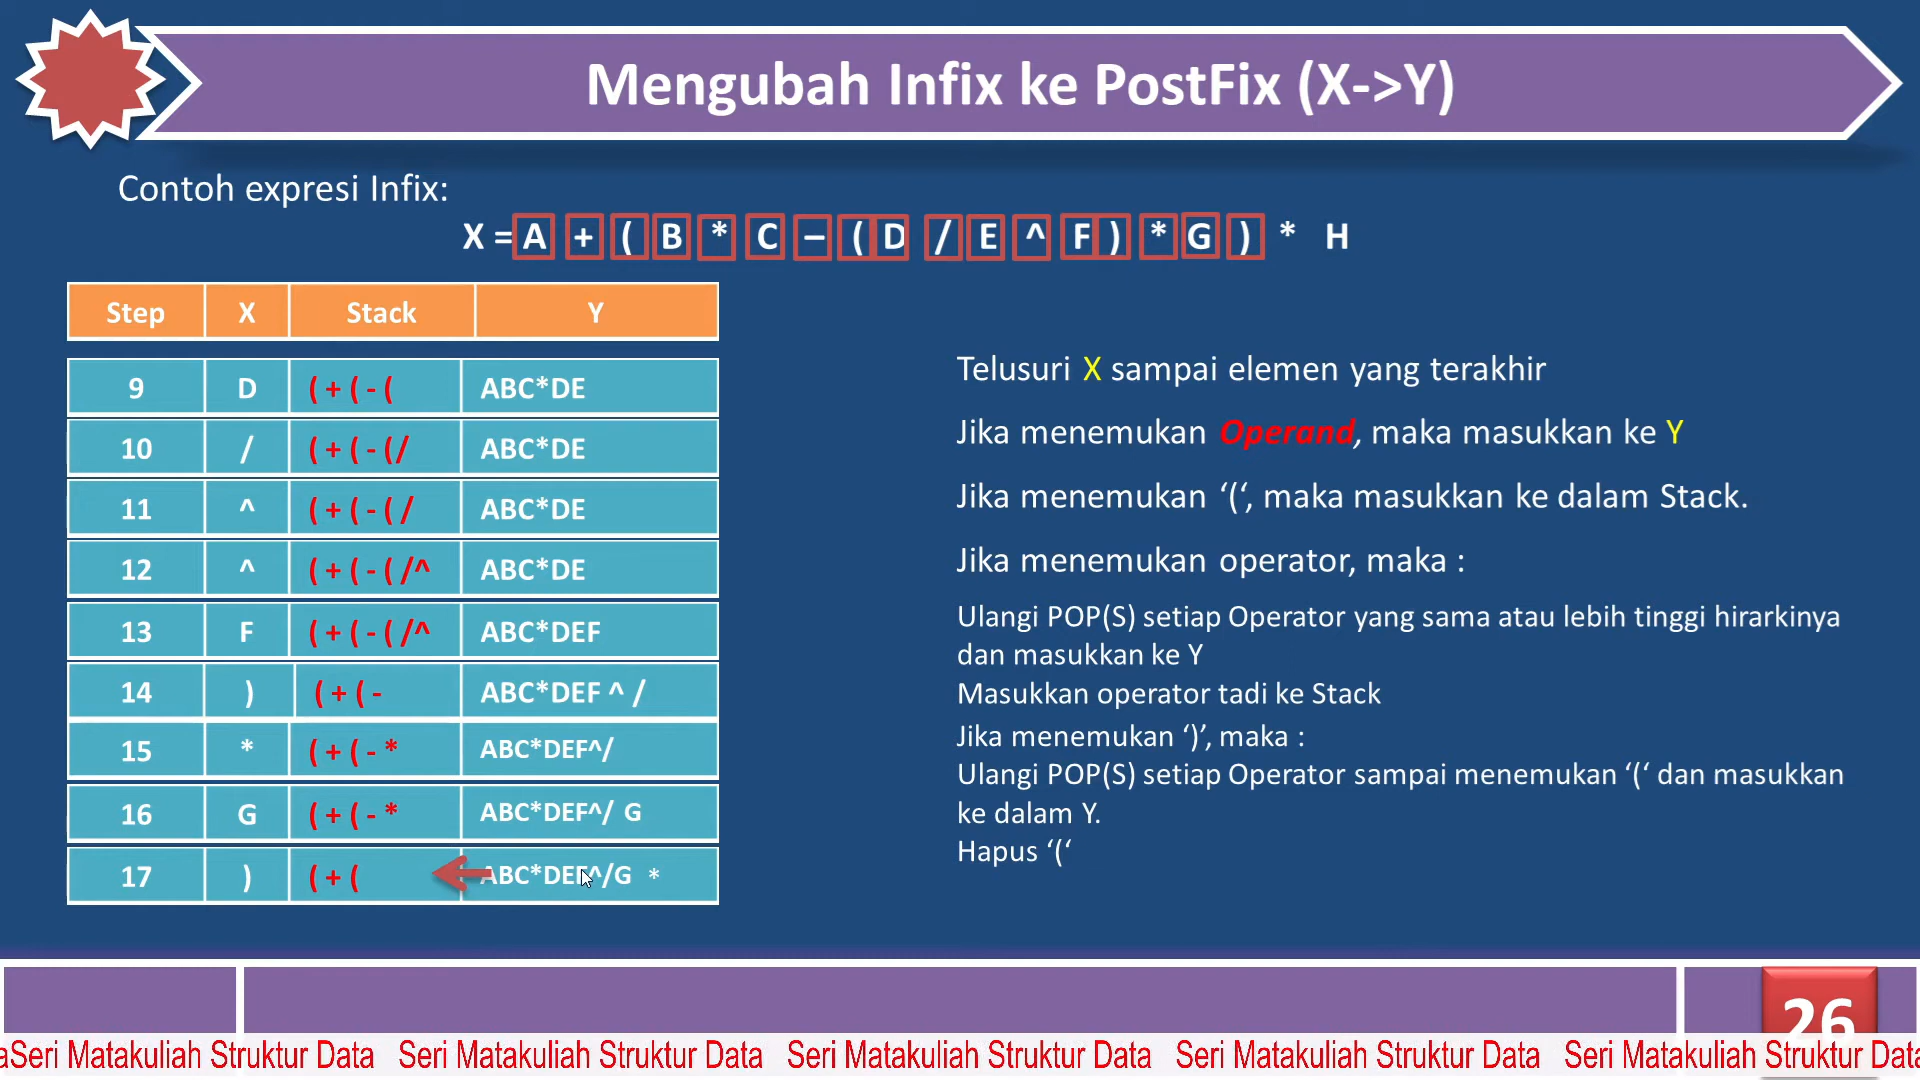 Mengubah Infix ke PostFix (X->Y)
Contoh expresi Infix:
X = A + ( B * C – ( D / E ^ F ) * G ) * H
Step X Stack Y
9 D ( + ( - ( ABC*DE
10 / ( + ( - ( / ABC*DE
11 ^ ( + ( - ( / ABC*DE
12 ^ ( + ( - ( /^ ABC*DE
13 F ( + ( - ( /^ ABC*DEF
14 ) ( + ( - ABC*DEF ^ /
15 * ( + ( - * ABC*DEF^/
16 G ( + ( - * ABC*DEF^/ G
17 ) ( + ( ABC*DEF^/G *
Telusuri X sampai elemen yang terakhir
Jika menemukan Operand, maka masukkan ke Y
Jika menemukan ‘(‘, maka masukkan ke dalam Stack.
Jika menemukan operator, maka :
Ulangi POP(S) setiap Operator yang sama atau lebih tinggi hirarkinya
dan masukkan ke Y
Masukkan operator tadi ke Stack
Jika menemukan ‘)’, maka :
Ulangi POP(S) setiap Operator sampai menemukan ‘(‘ dan masukkan
ke dalam Y.
Hapus ‘(‘
26
aSeri Matakuliah Struktur Data Seri Matakuliah Struktur Data Seri Matakuliah Struktur Data Seri Matakuliah Struktur Data Seri Matakuliah Struktur Data